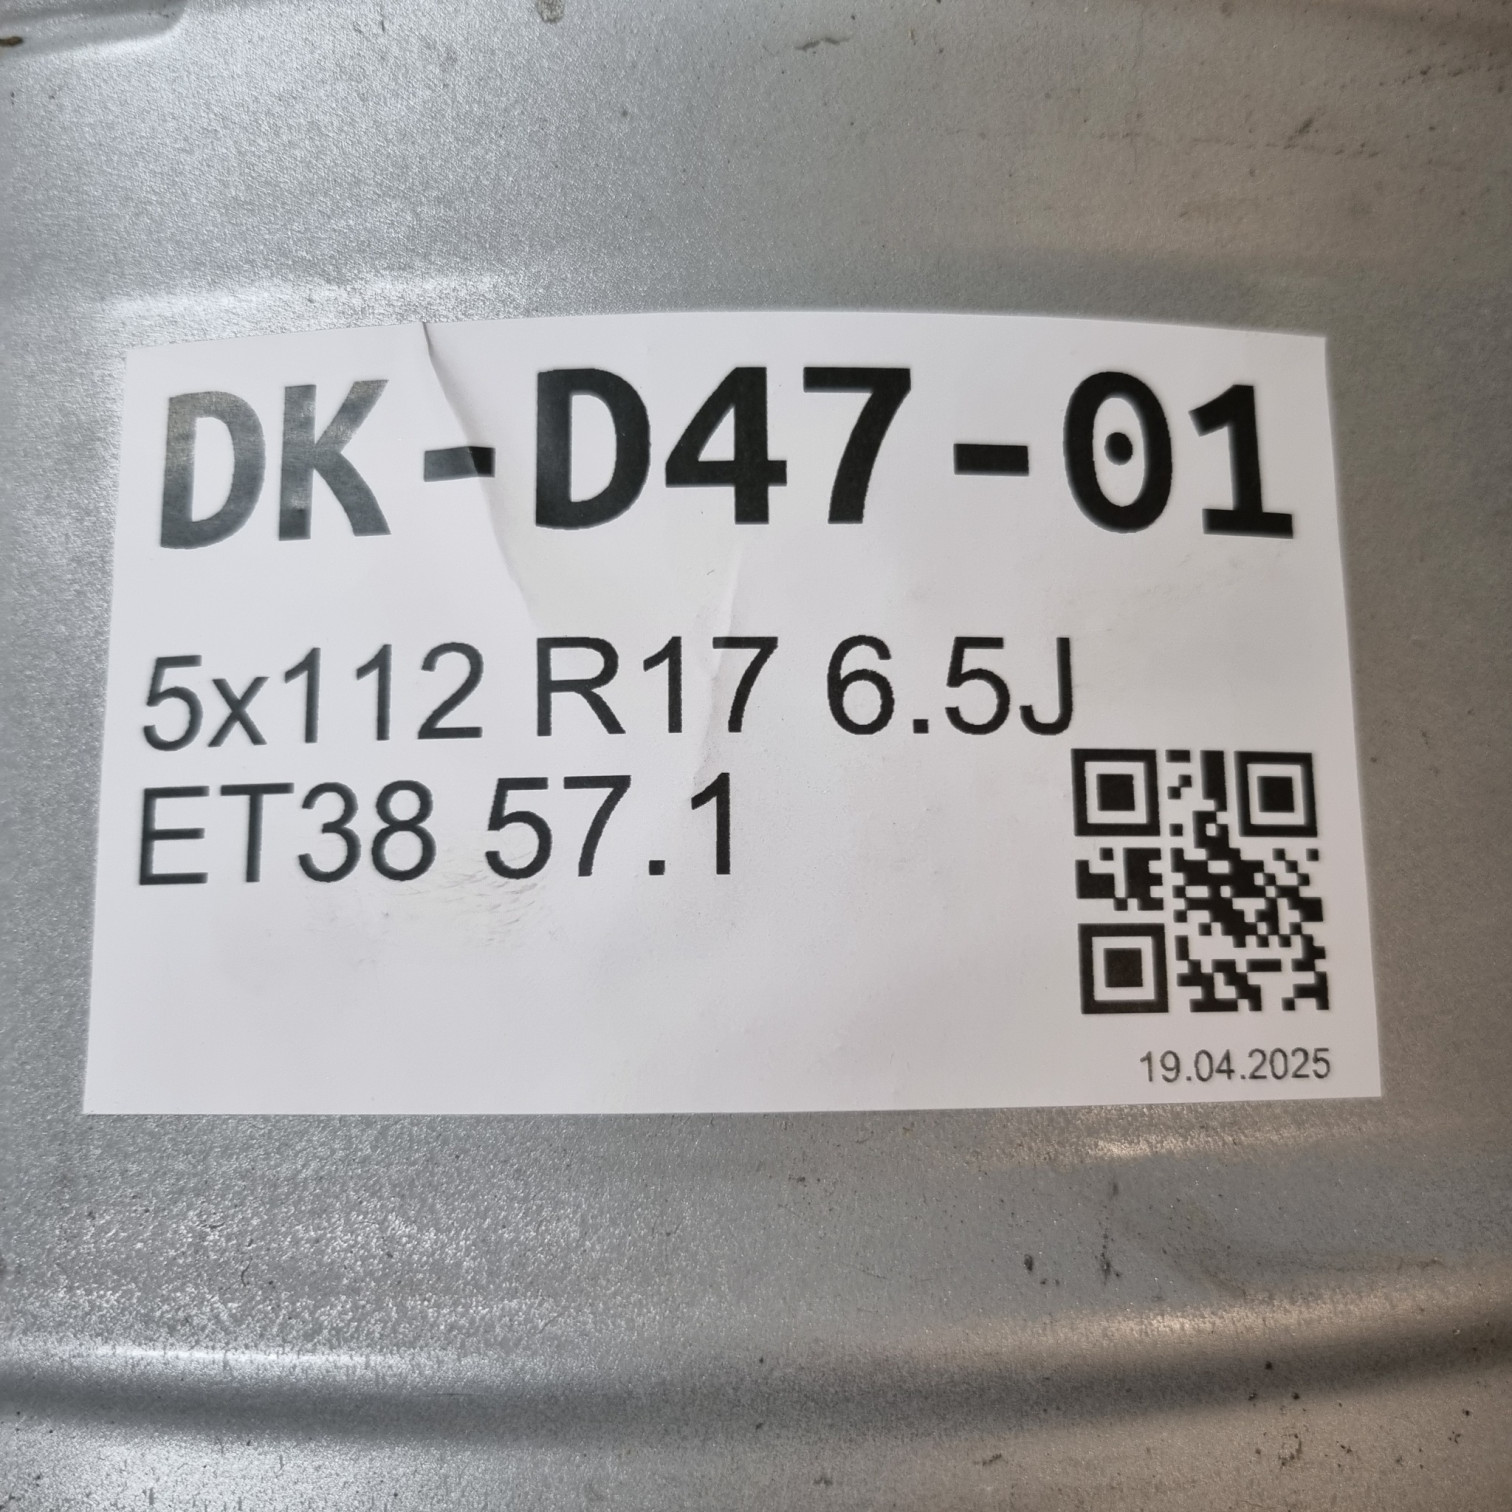 DK-D47-01
5x112 R17 6.5J
ET38 57.1
19.04.2025